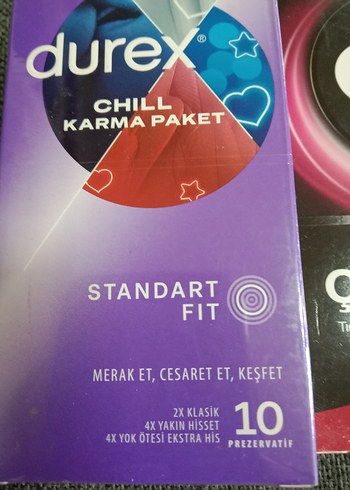 durex®
CHILL
KARMA PAKET
STANDART
FIT
MERAK ET, CESARET ET, KEŞFET
2X KLASİK
4X YAKIN HİSSET
4X YOK ÖTESİ EKSTRA HİS
10
PREZERVATİF